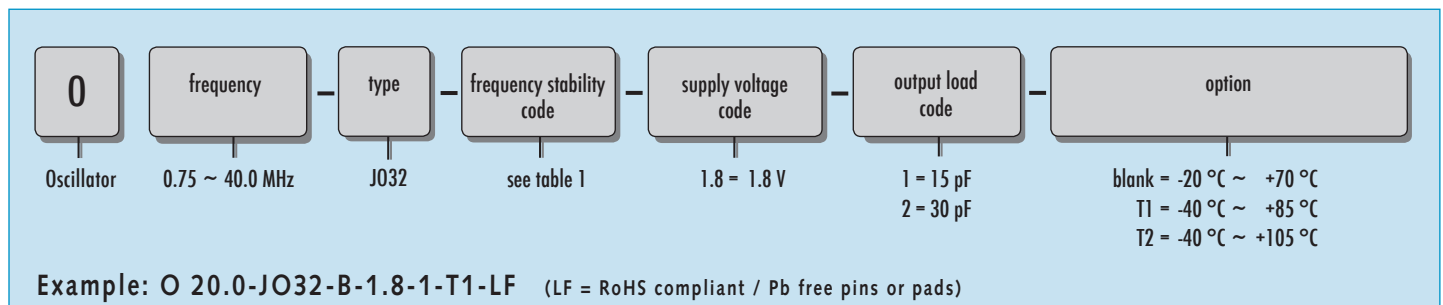 O
frequency
–
type
–
frequency stability
code
–
supply voltage
code
–
output load
code
–
option
Oscillator
0.75 ~ 40.0 MHz
JO32
see table 1
1.8 = 1.8 V
1 = 15 pF
2 = 30 pF
blank = -20 °C ~ +70 °C
T1 = -40 °C ~ +85 °C
T2 = -40 °C ~ +105 °C
Example: O 20.0-JO32-B-1.8-1-T1-LF (LF = RoHS compliant / Pb free pins or pads)